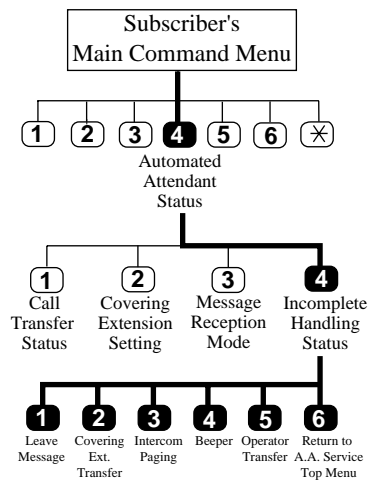 Subscriber's
Main Command Menu
1 2 3 4 5 6 *
Automated
Attendant
Status
1 2 3 4
Call
Transfer
Status
Covering
Extension
Setting
Message
Reception
Mode
Incomplete
Handling
Status
1 2 3 4 5 6
Leave
Message
Covering
Ext.
Transfer
Intercom
Paging
Beeper
Operator
Transfer
Return to
A.A. Service
Top Menu